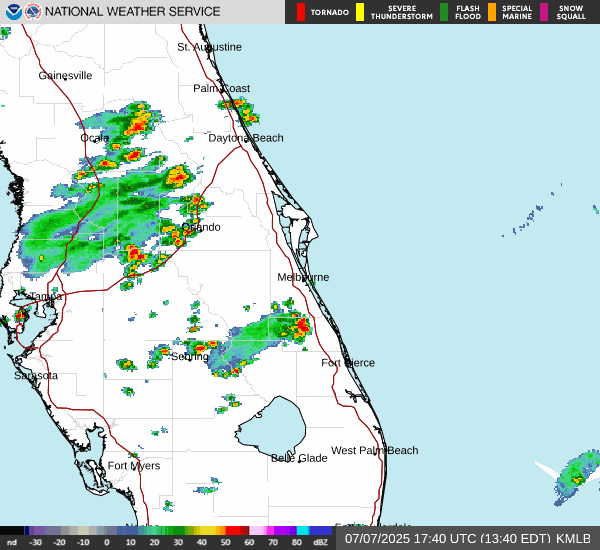 NATIONAL WEATHER SERVICE
TORNADO
SEVERE THUNDERSTORM
FLASH FLOOD
SPECIAL MARINE
SNOW SQUALL
St. Augustine
Gainesville
Palm Coast
Ocala
Daytona Beach
Orlando
Melbourne
Tampa
Sebring
Fort Pierce
Sarasota
West Palm Beach
Belle Glade
Fort Myers
nd -30 -20 -10 0 10 20 30 40 50 60 70 80 dBZ
07/07/2025 17:40 UTC (13:40 EDT) KMLB